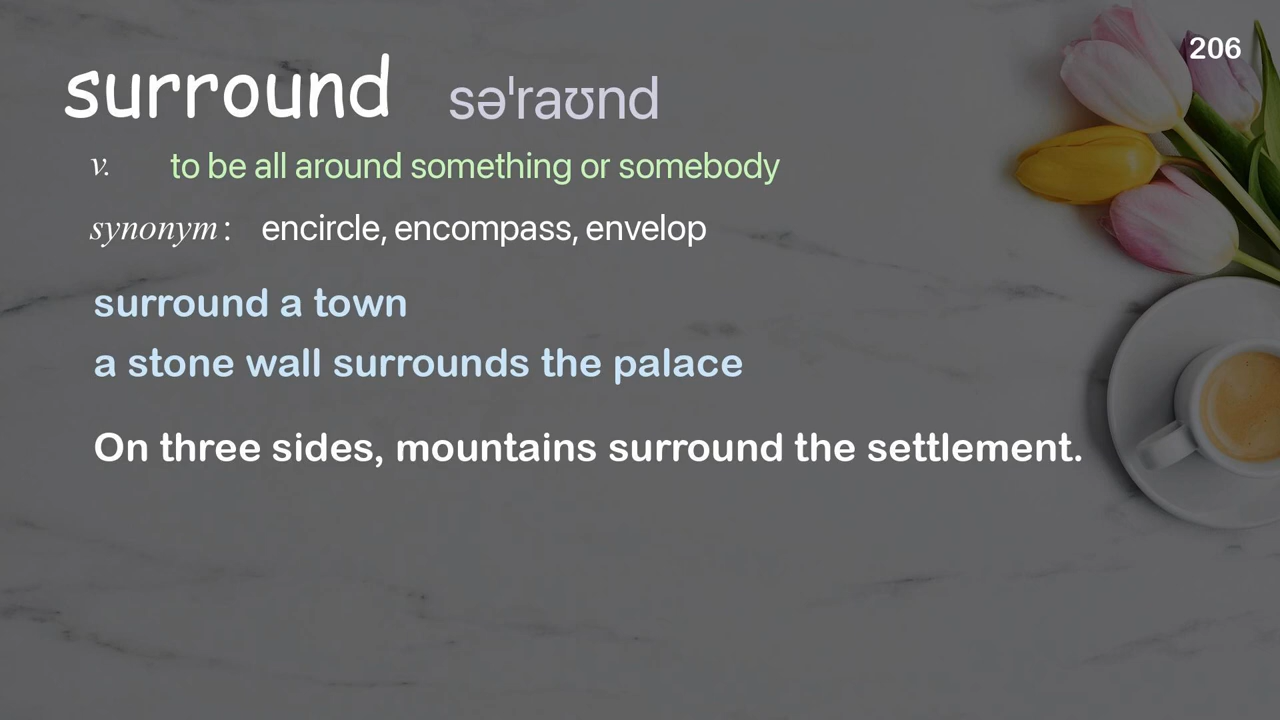 206
surround səˈraʊnd
v. to be all around something or somebody
synonym: encircle, encompass, envelop
surround a town
a stone wall surrounds the palace
On three sides, mountains surround the settlement.